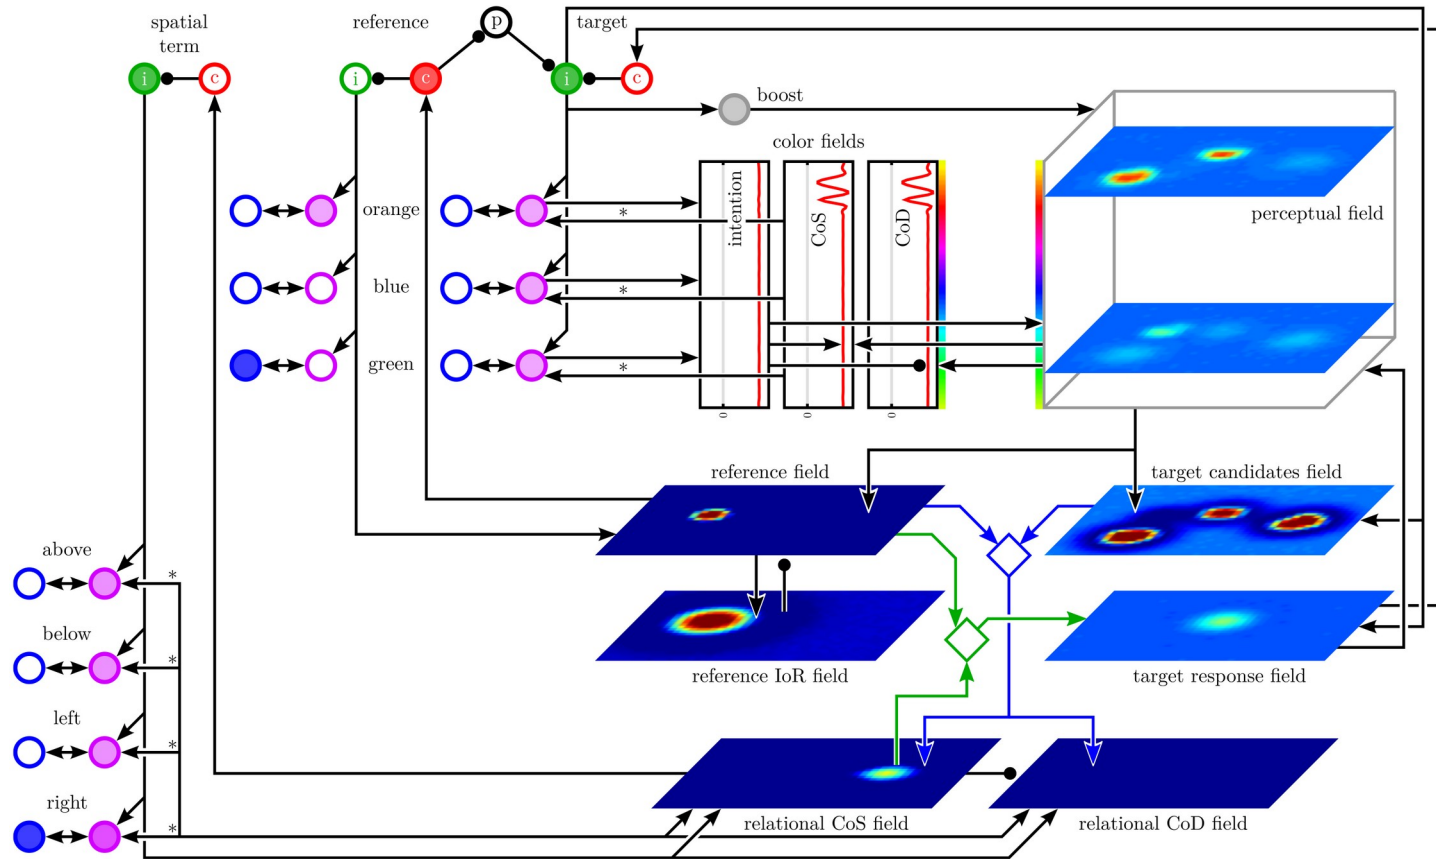 spatial
term
reference
p
target
i
c
i
c
i
c
boost
color fields
intention
CoS
CoD
perceptual field
orange
*
blue
*
green
*
0
0
0
reference field
target candidates field
above
*
below
*
reference IoR field
target response field
left
*
right
*
relational CoS field
relational CoD field